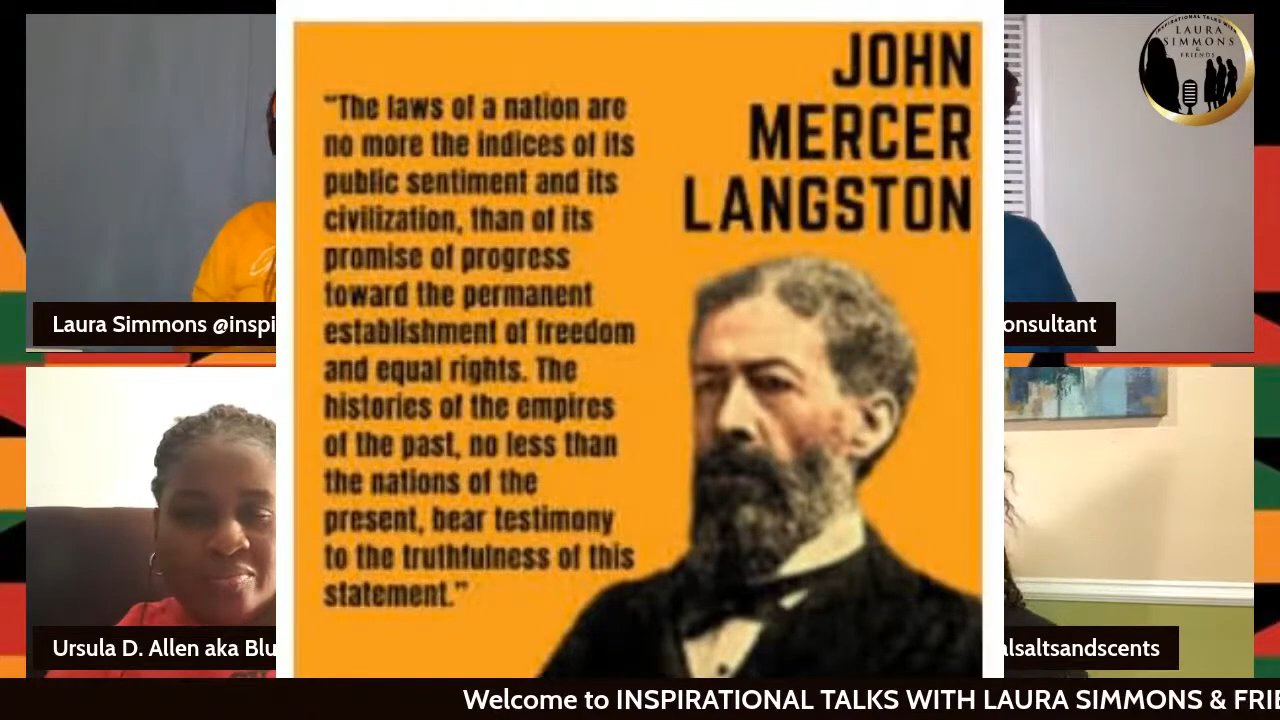 JOHN
MERCER
LANGSTON
"The laws of a nation are
no more the indices of its
public sentiment and its
civilization, than of its
promise of progress
toward the permanent
establishment of freedom
and equal rights. The
histories of the empires
of the past, no less than
the nations of the
present, bear testimony
to the truthfulness of this
statement."
INSPIRATIONAL TALKS WITH
LAURA
SIMMONS
&
FRIENDS
Laura Simmons @inspi
onsultant
Ursula D. Allen aka Blu
alsaltsandscents
Welcome to INSPIRATIONAL TALKS WITH LAURA SIMMONS & FRIE